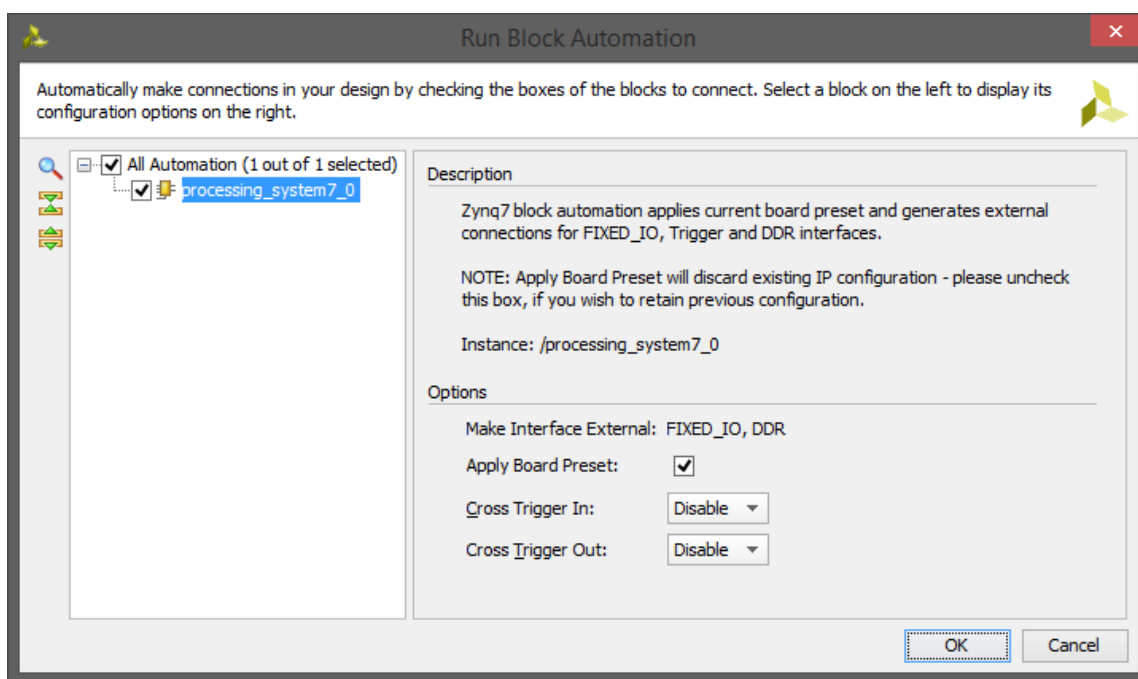 Run Block Automation
Automatically make connections in your design by checking the boxes of the blocks to connect. Select a block on the left to display its
configuration options on the right.
All Automation (1 out of 1 selected)
processing_system7_0
Description
Zynq7 block automation applies current board preset and generates external
connections for FIXED_IO, Trigger and DDR interfaces.
NOTE: Apply Board Preset will discard existing IP configuration - please uncheck
this box, if you wish to retain previous configuration.
Instance: /processing_system7_0
Options
Make Interface External: FIXED_IO, DDR
Apply Board Preset:
Cross Trigger In: Disable
Cross Trigger Out: Disable
OK Cancel